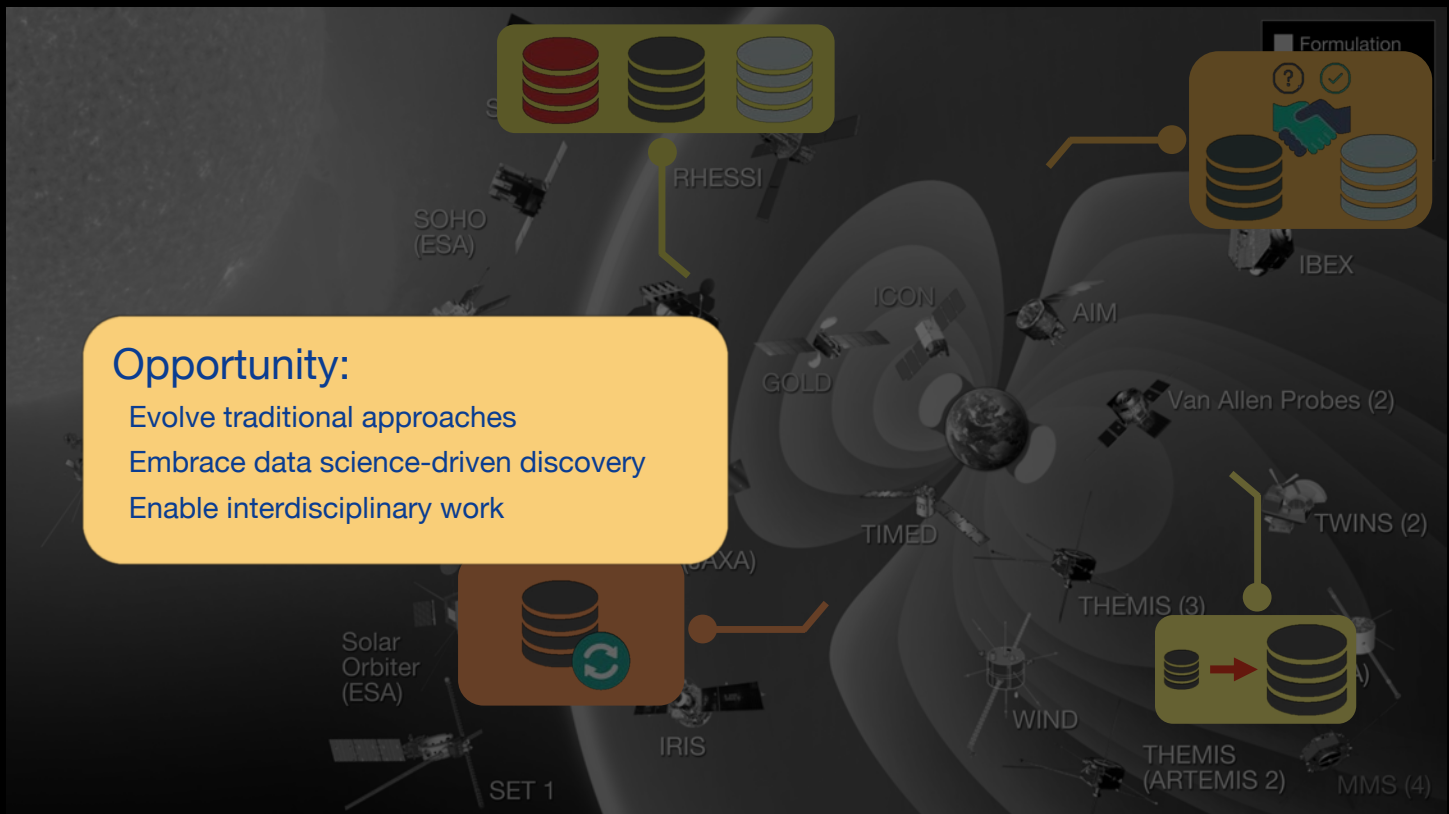 Formulation
RHESSI
SOHO
(ESA)
IBEX
ICON
AIM
GOLD
Van Allen Probes (2)
Opportunity:
Evolve traditional approaches
Embrace data science-driven discovery
Enable interdisciplinary work
TWINS (2)
TIMED
THEMIS (3)
Solar
Orbiter
(ESA)
WIND
IRIS
THEMIS
(ARTEMIS 2)
MMS (4)
SET 1